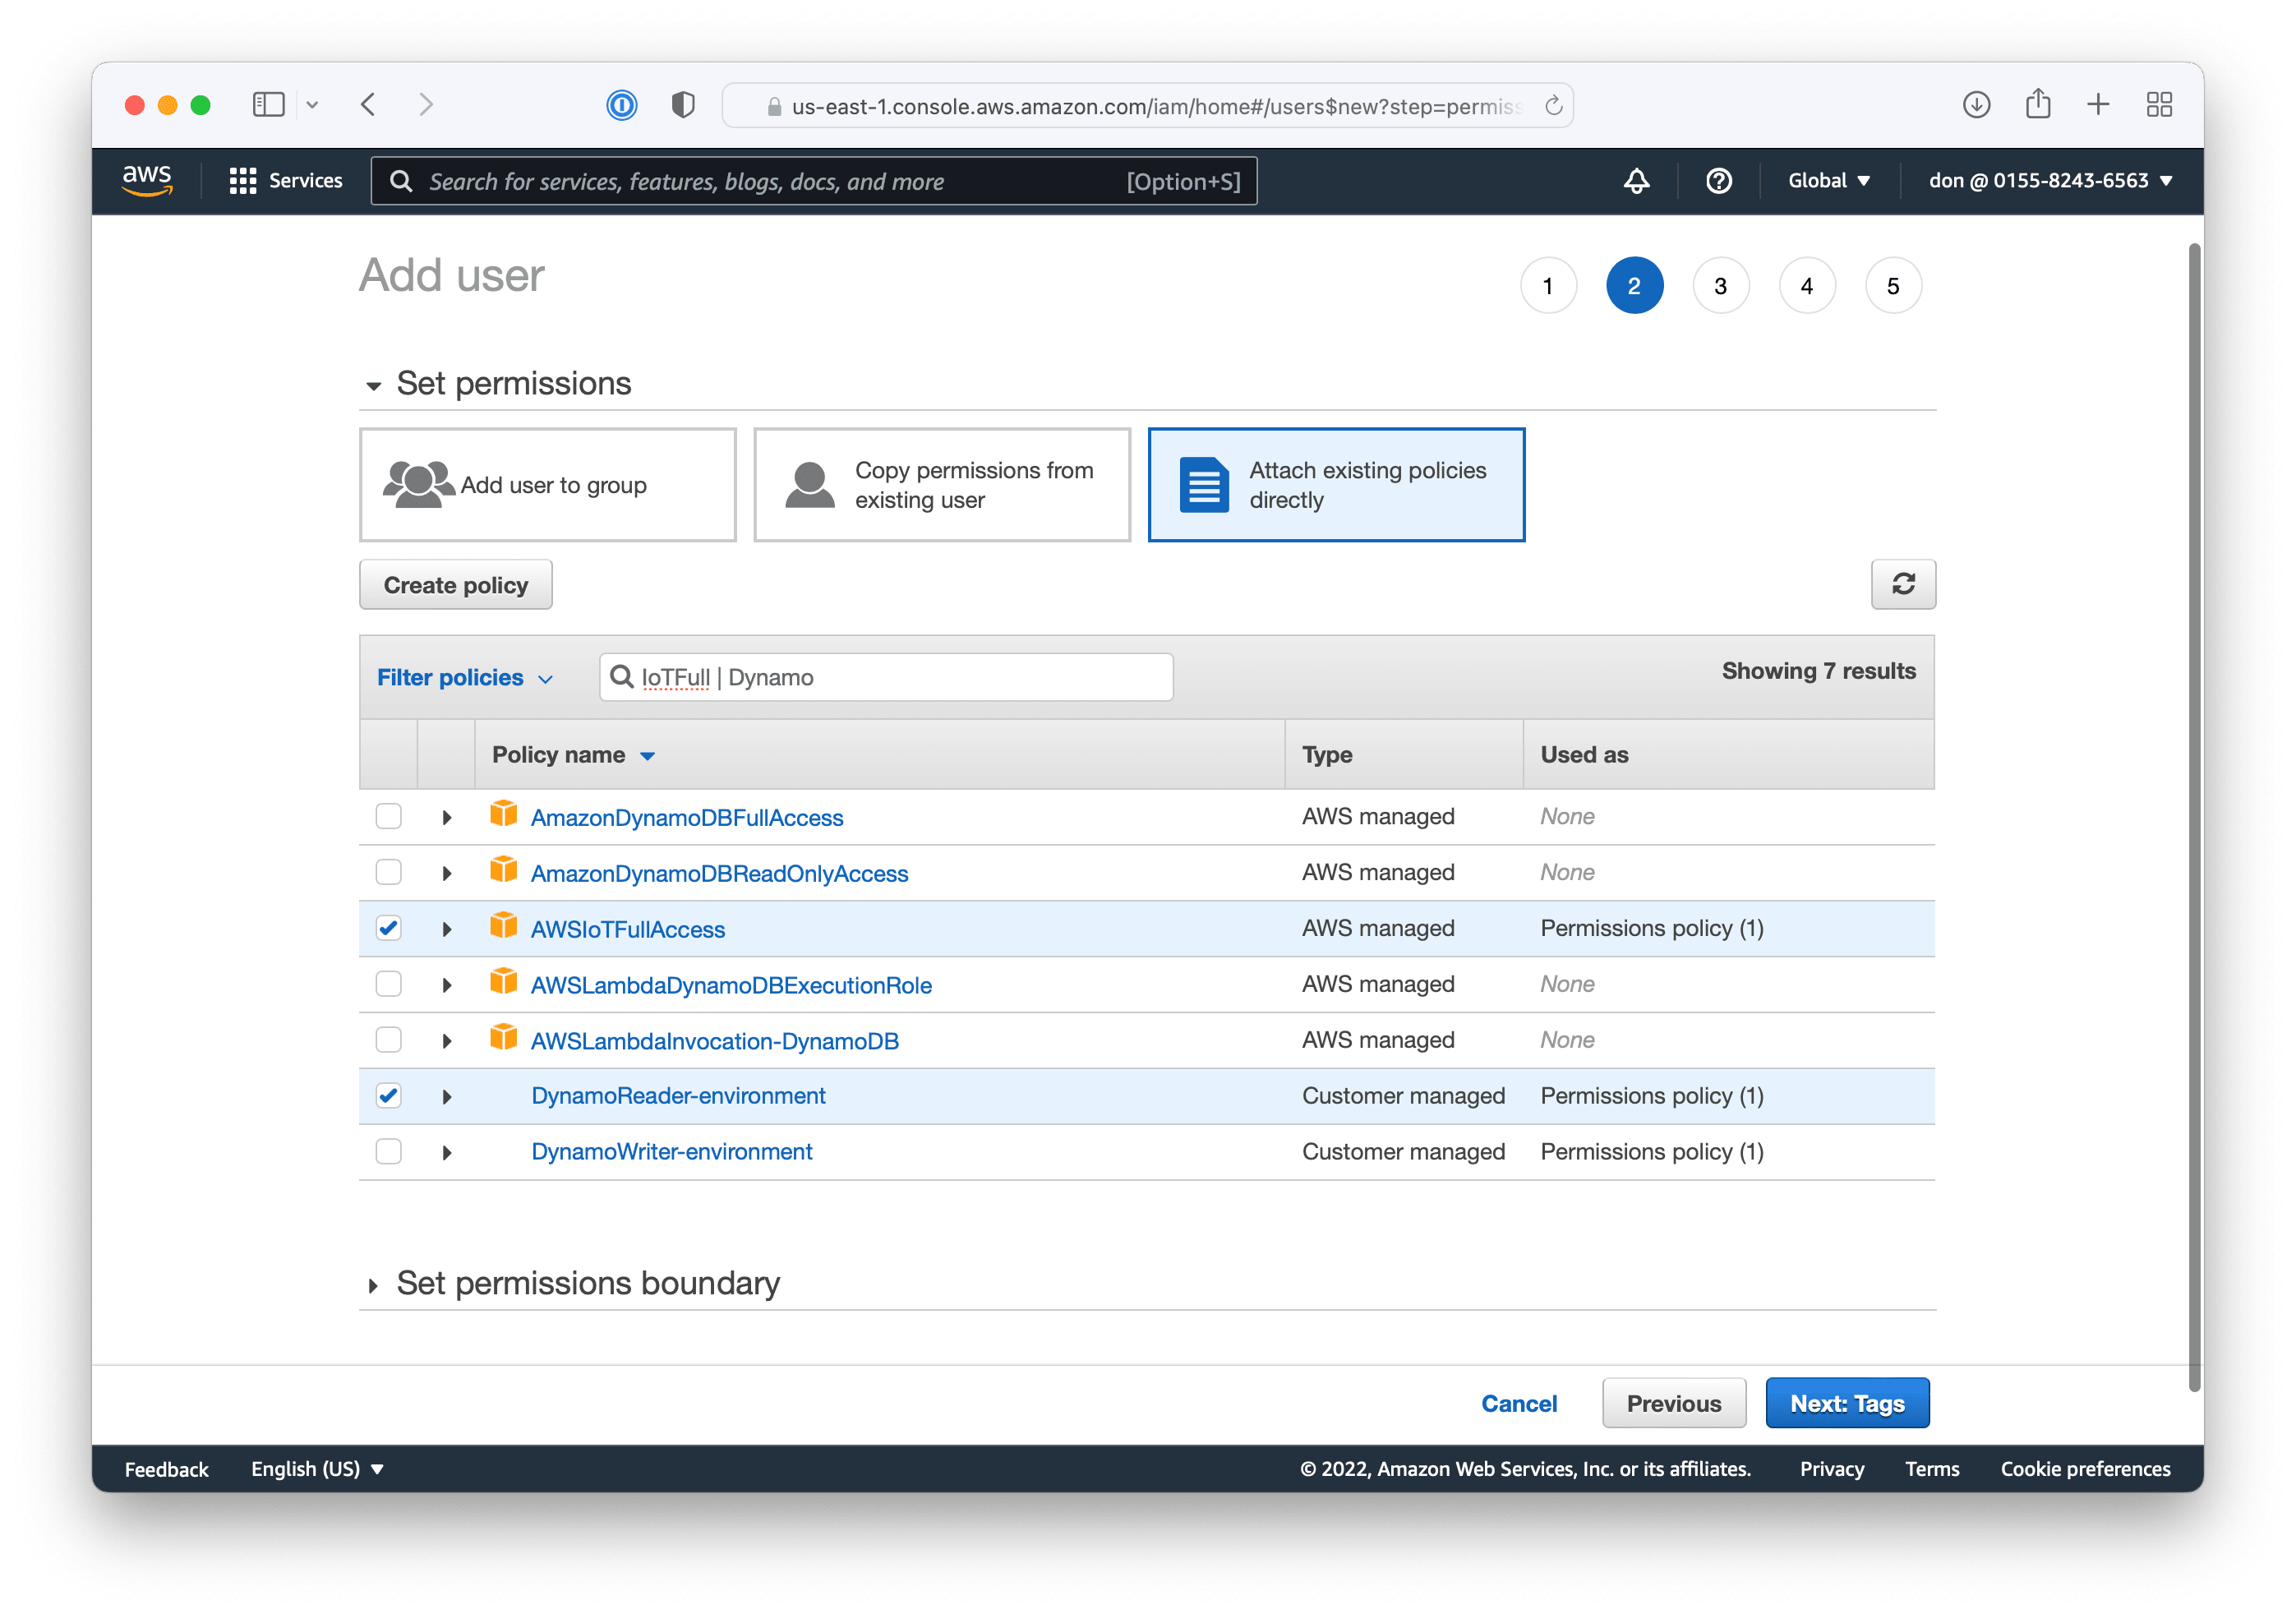 us-east-1.console.aws.amazon.com/iam/home#/users$new?step=permiss
aws
Services
Search for services, features, blogs, docs, and more
[Option+S]
Global
don @ 0155-8243-6563
Add user
1
2
3
4
5
Set permissions
Add user to group
Copy permissions from
existing user
Attach existing policies
directly
Create policy
Filter policies
IoTFull | Dynamo
Showing 7 results
Policy name
Type
Used as
AmazonDynamoDBFullAccess
AWS managed
None
AmazonDynamoDBReadOnlyAccess
AWS managed
None
AWSIoTFullAccess
AWS managed
Permissions policy (1)
AWSLambdaDynamoDBExecutionRole
AWS managed
None
AWSLambdaInvocation-DynamoDB
AWS managed
None
DynamoReader-environment
Customer managed
Permissions policy (1)
DynamoWriter-environment
Customer managed
Permissions policy (1)
Set permissions boundary
Cancel
Previous
Next: Tags
Feedback
English (US)
© 2022, Amazon Web Services, Inc. or its affiliates.
Privacy
Terms
Cookie preferences